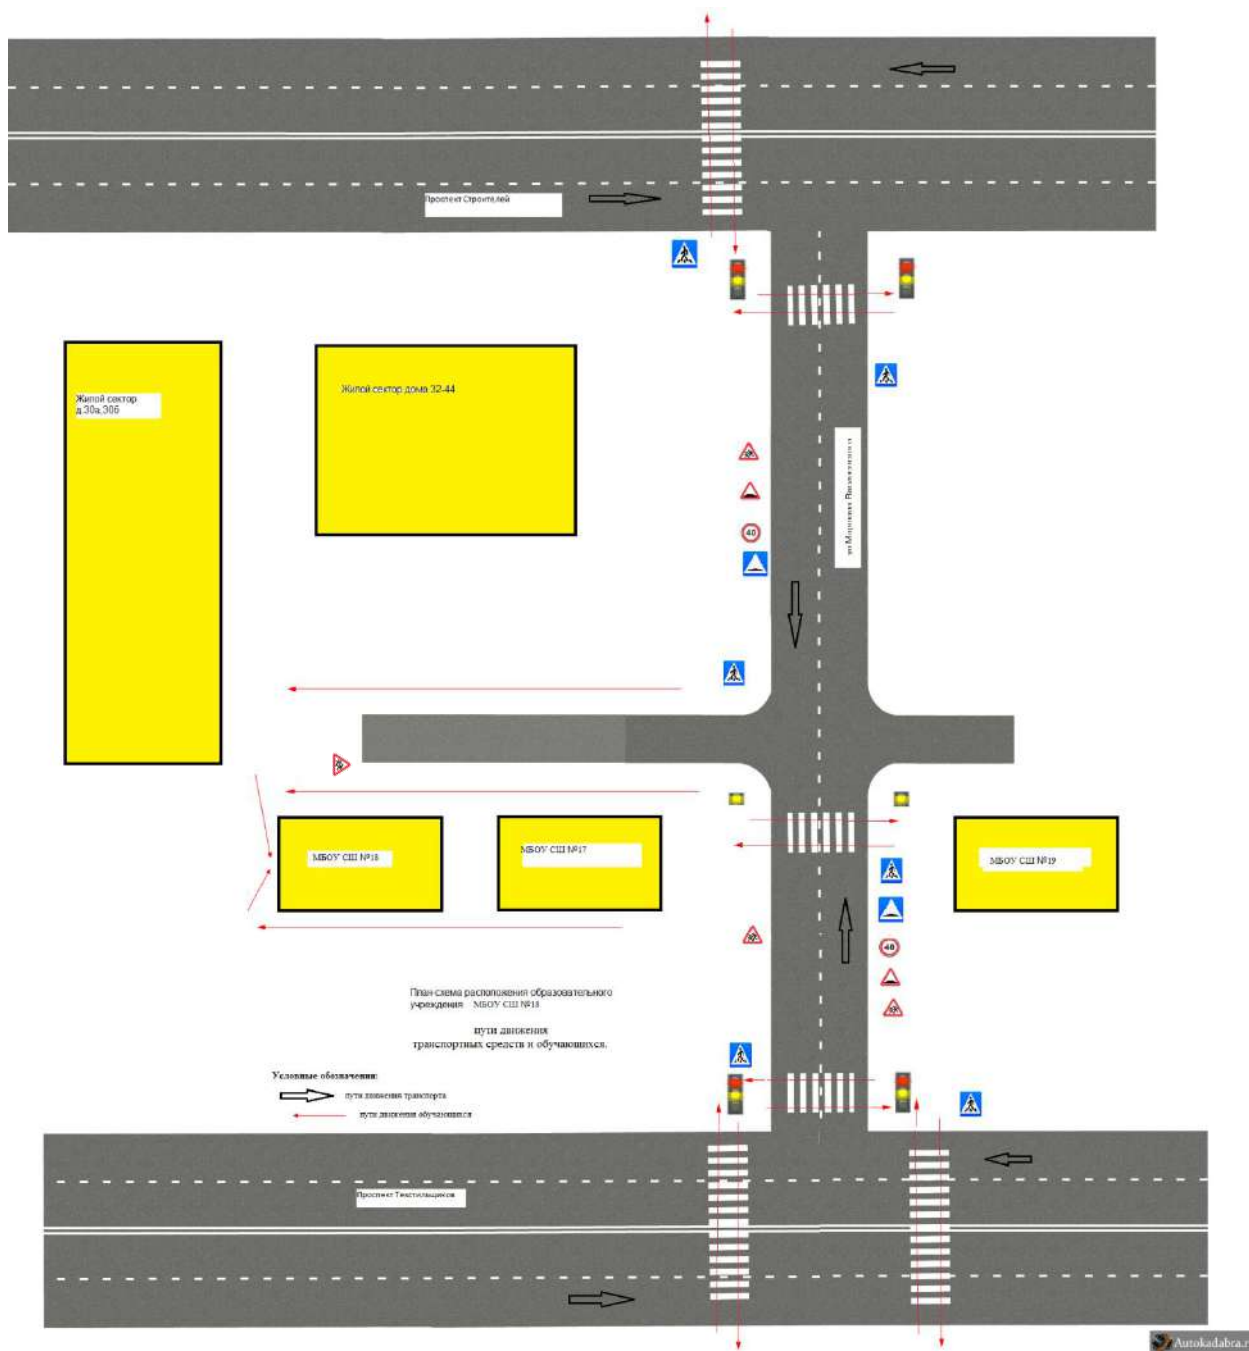 Проспект Строителей
Жилой сектор
д.30а,30б
Жилой сектор дома 32-44
40
МБОУ СШ №18
МБОУ СШ №17
МБОУ СШ №19
40
План-схема расположения образовательного
учреждения МБОУ СШ №18
пути движения
транспортных средств и обучающихся.
Условные обозначения:
пути движения транспорта
пути движения обучающихся
Проспект Текстильщиков
Autokadabra.r